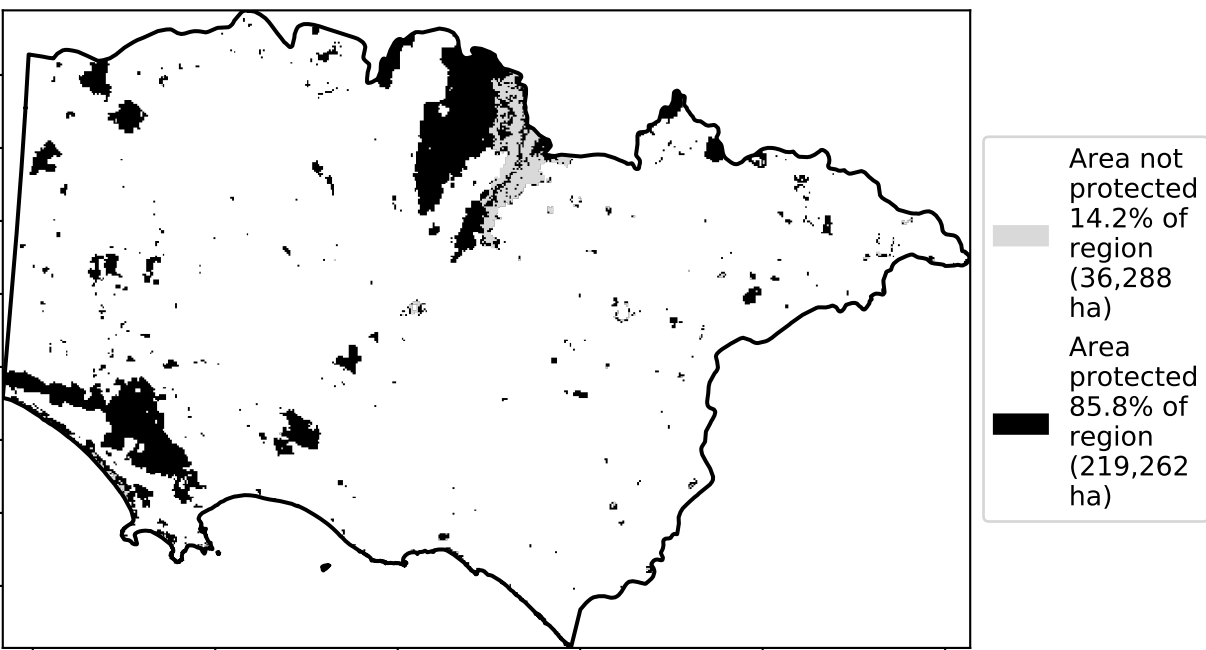 Area not
protected
14.2% of
region
(36,288
ha)
Area
protected
85.8% of
region
(219,262
ha)